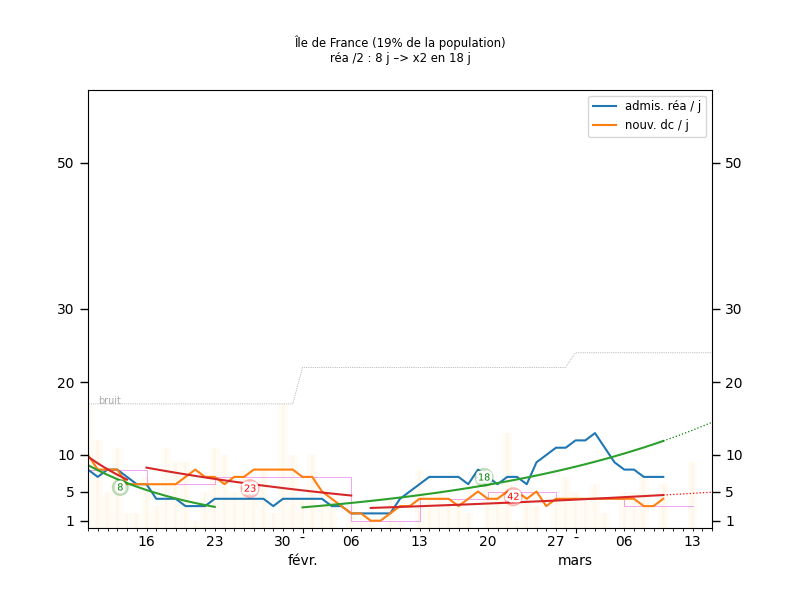 Île de France (19% de la population)
réa /2 : 8 j –> x2 en 18 j
admis. réa / j
nouv. dc / j
50 50
30 30
20 20
bruit
10 10
5 5
1 1
8
23
18
42
16 23 30 - 06 13 20 27 - 06 13
févr. mars